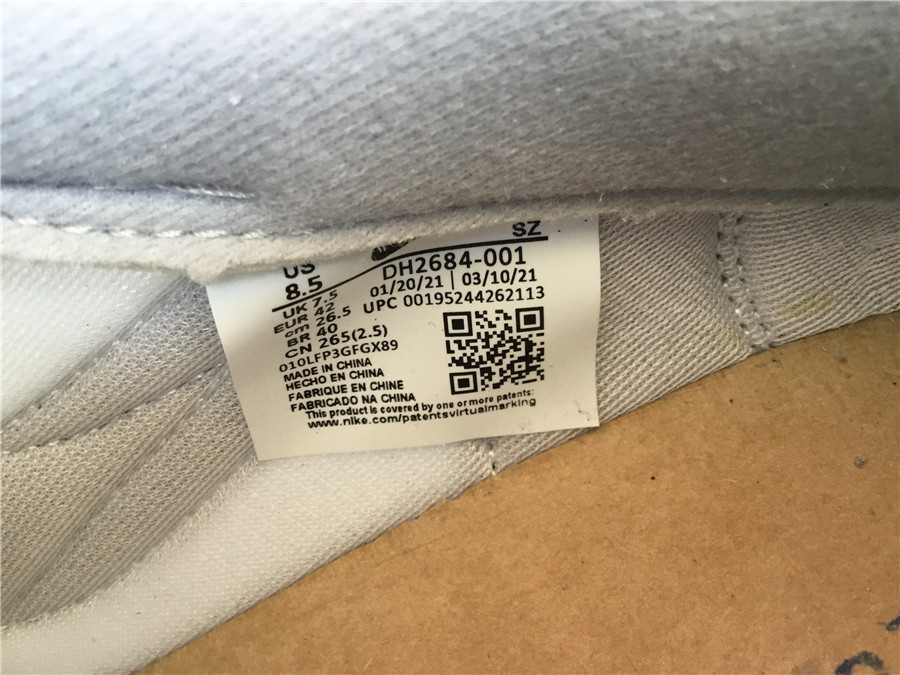 US SZ
8.5 DH2684-001
UK 7.5 01/20/21 | 03/10/21
EUR 42 UPC 00195244262113
cm 26.5
BR 40
CN 265(2.5)
010LFP3GFGX89
MADE IN CHINA
HECHO EN CHINA
FABRIQUE EN CHINE
FABRICADO NA CHINA
This product is covered by one or more patents:
www.nike.com/patentsvirtualmarking